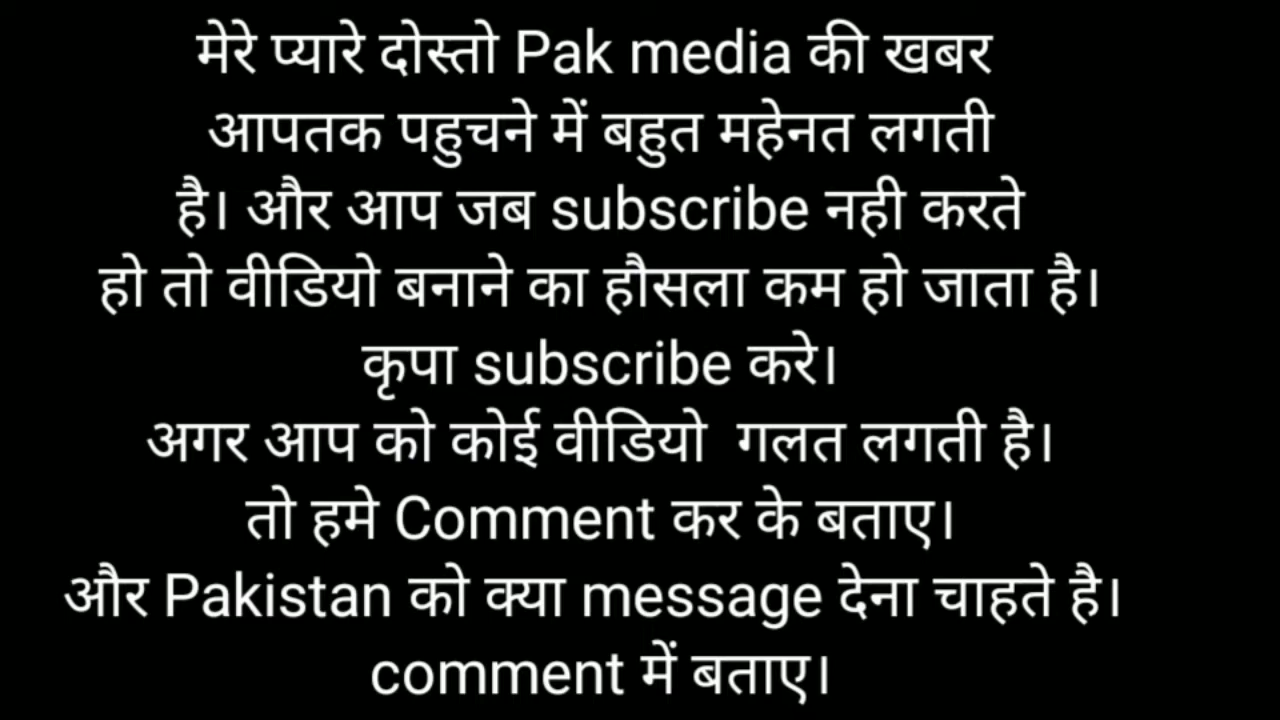 मेरे प्यारे दोस्तो Pak media की खबर
आपतक पहुचने में बहुत महेनत लगती
है। और आप जब subscribe नही करते
हो तो वीडियो बनाने का हौसला कम हो जाता है।
कृपा subscribe करे।
अगर आप को कोई वीडियो  गलत लगती है।
तो हमे Comment कर के बताए।
और Pakistan को क्या message देना चाहते है।
comment में बताए।